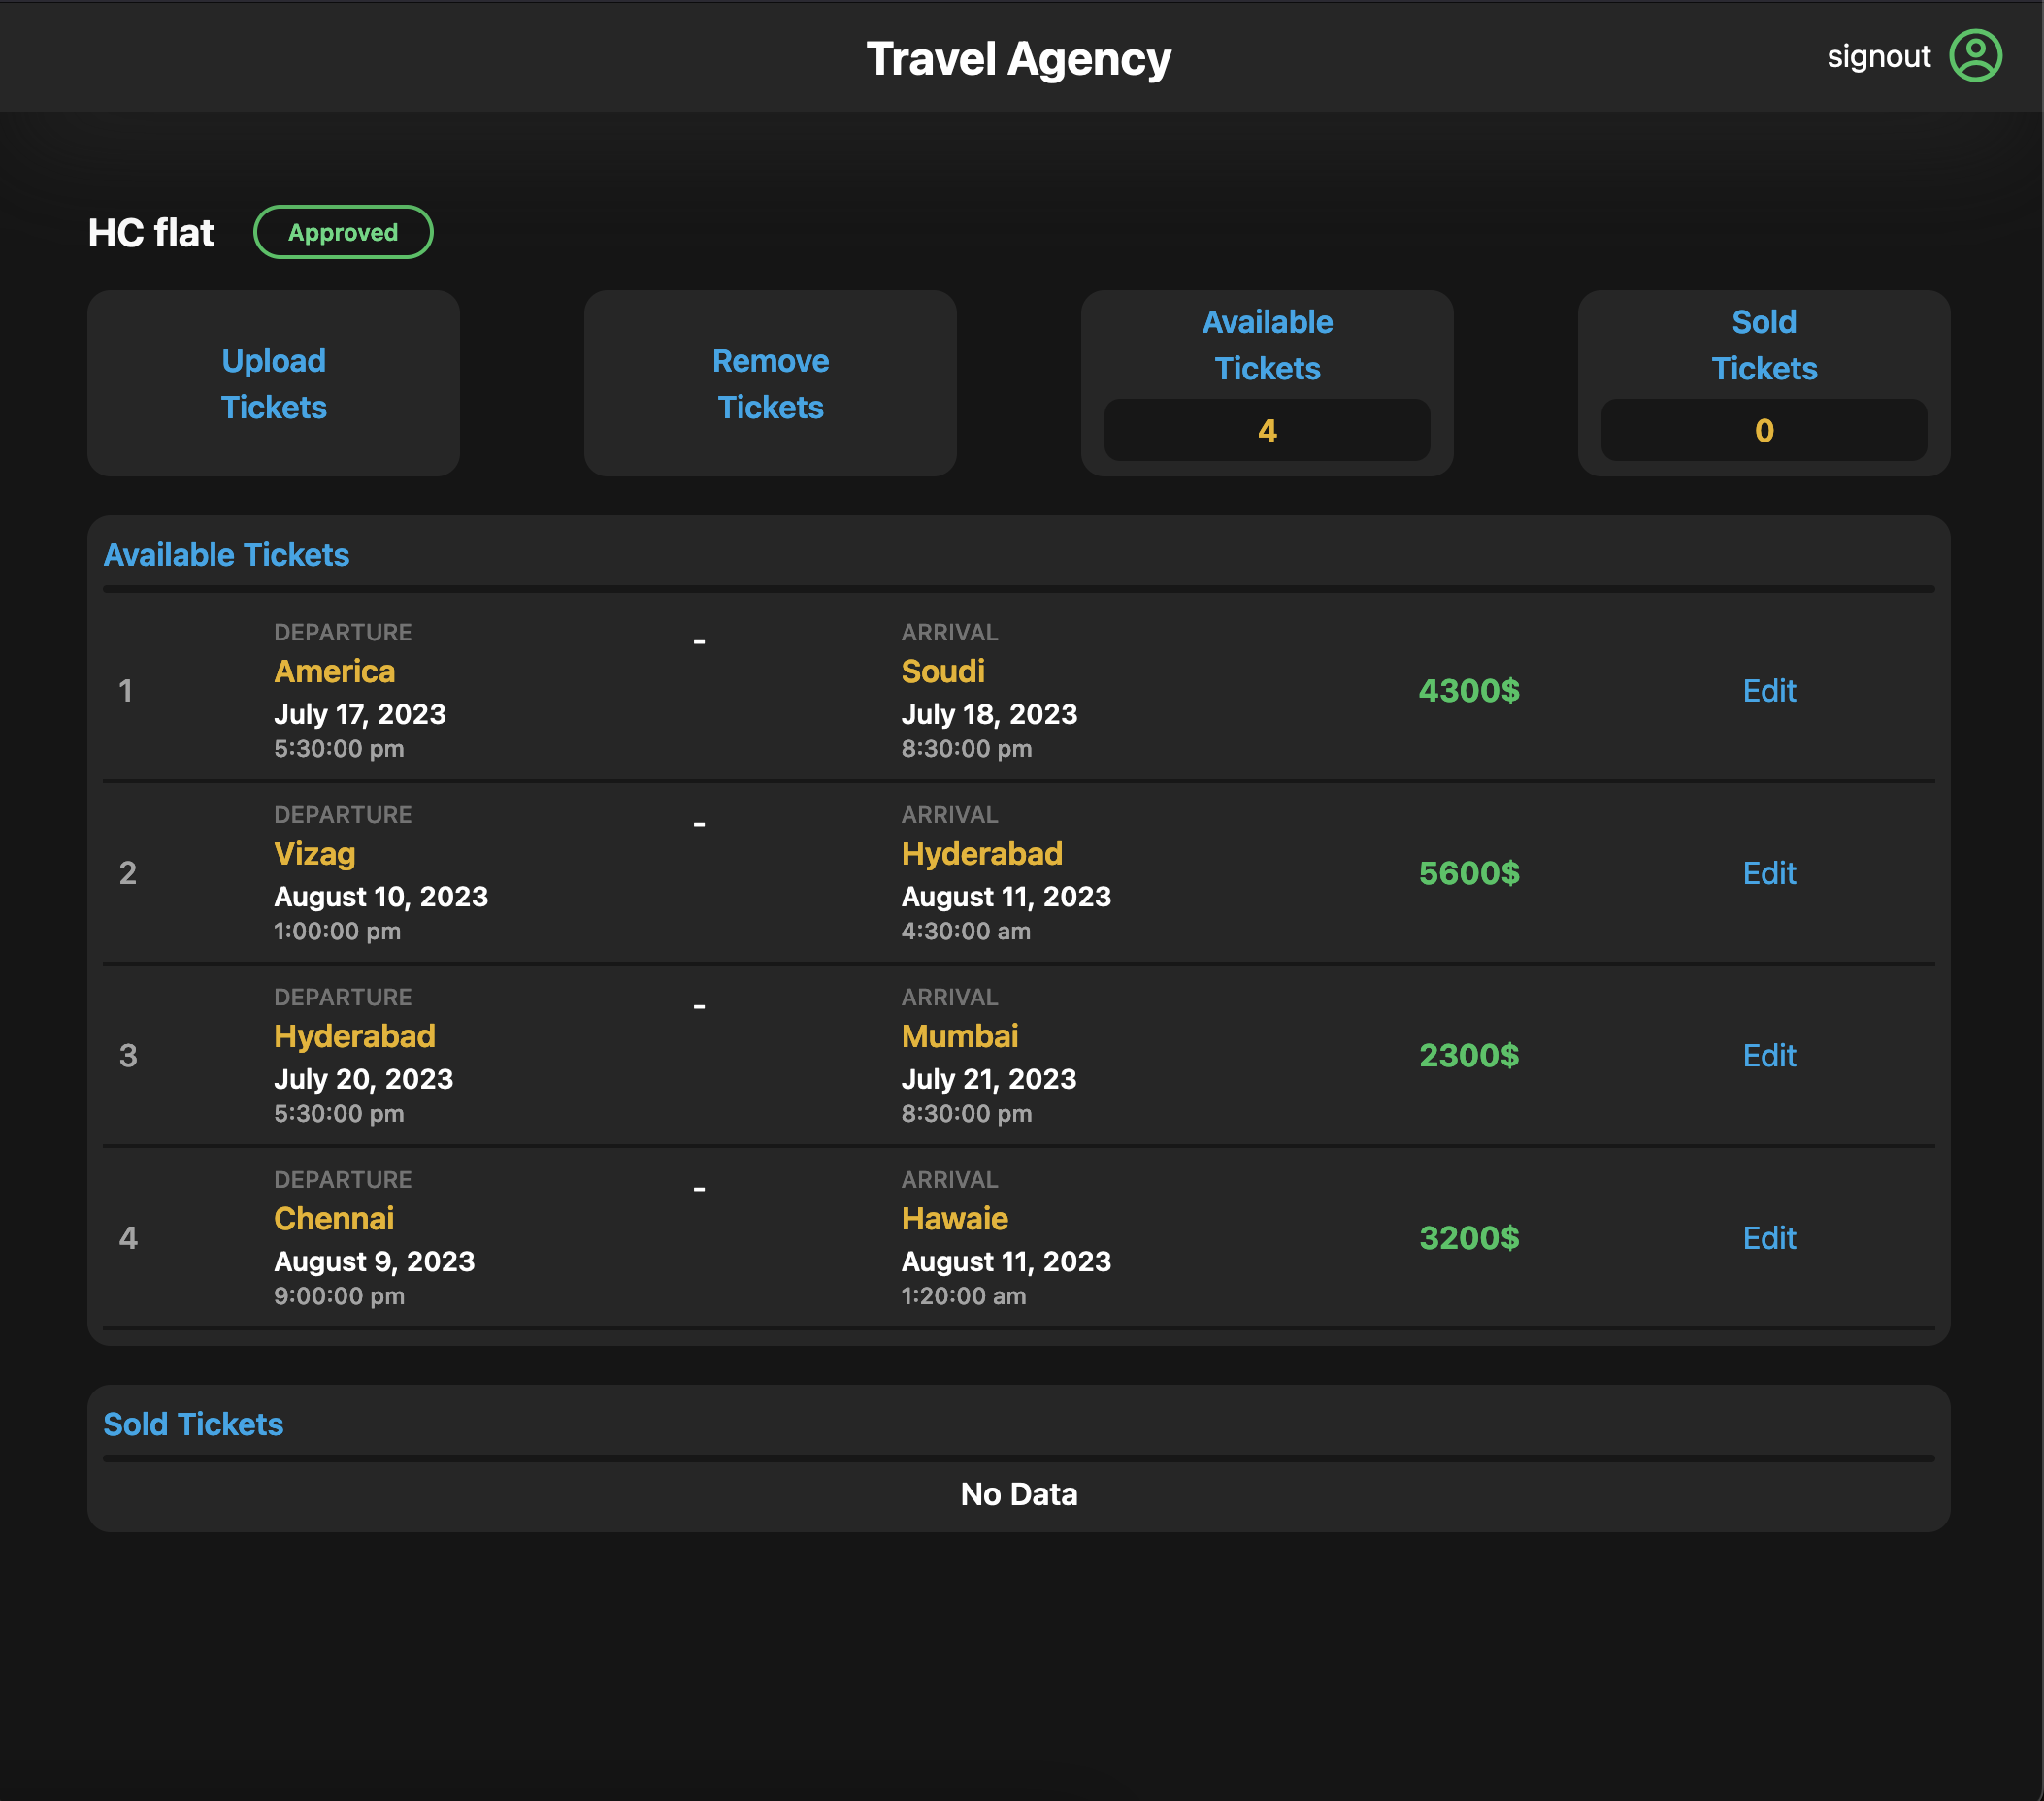 Travel Agency
signout
HC flat
Approved
Upload
Tickets
Remove
Tickets
Available
Tickets
4
Sold
Tickets
0
Available Tickets
1
DEPARTURE
America
July 17, 2023
5:30:00 pm
-
ARRIVAL
Soudi
July 18, 2023
8:30:00 pm
4300$
Edit
2
DEPARTURE
Vizag
August 10, 2023
1:00:00 pm
-
ARRIVAL
Hyderabad
August 11, 2023
4:30:00 am
5600$
Edit
3
DEPARTURE
Hyderabad
July 20, 2023
5:30:00 pm
-
ARRIVAL
Mumbai
July 21, 2023
8:30:00 pm
2300$
Edit
4
DEPARTURE
Chennai
August 9, 2023
9:00:00 pm
-
ARRIVAL
Hawaie
August 11, 2023
1:20:00 am
3200$
Edit
Sold Tickets
No Data